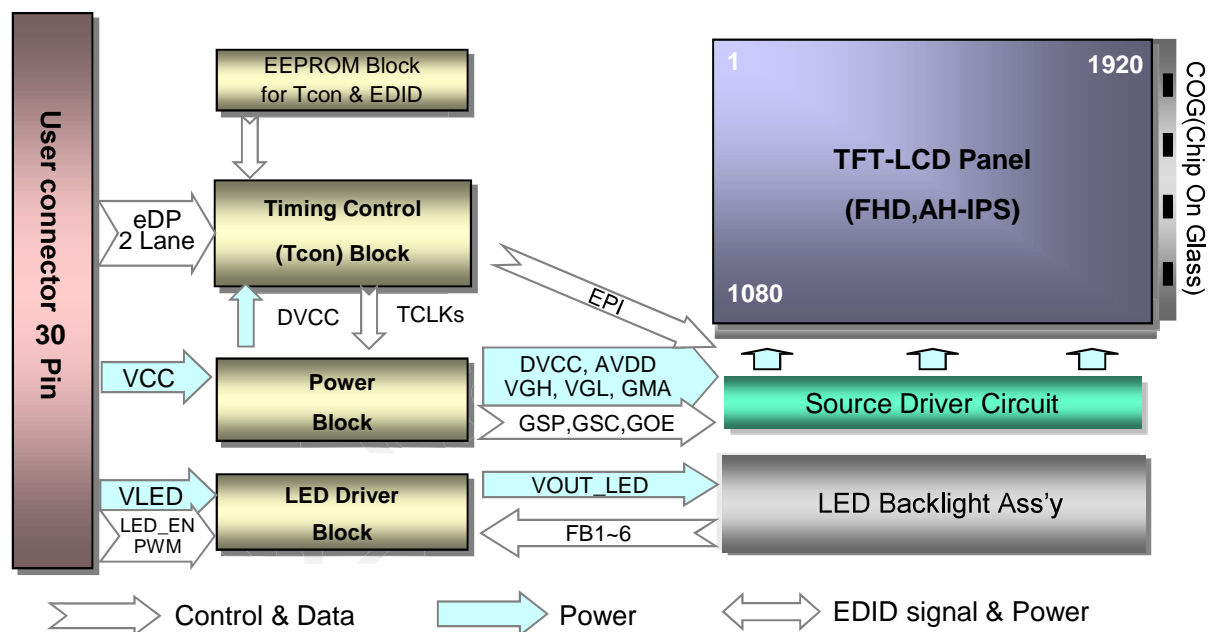 User connector 30 Pin
EEPROM Block
for Tcon & EDID
eDP
2 Lane
Timing Control
(Tcon) Block
DVCC
TCLKs
EPI
VCC
Power
Block
DVCC, AVDD
VGH, VGL, GMA
GSP,GSC,GOE
VLED
LED_EN
PWM
LED Driver
Block
VOUT_LED
FB1~6
1
1920
TFT-LCD Panel
(FHD,AH-IPS)
1080
COG(Chip On Glass)
Source Driver Circuit
LED Backlight Ass'y
Control & Data
Power
EDID signal & Power